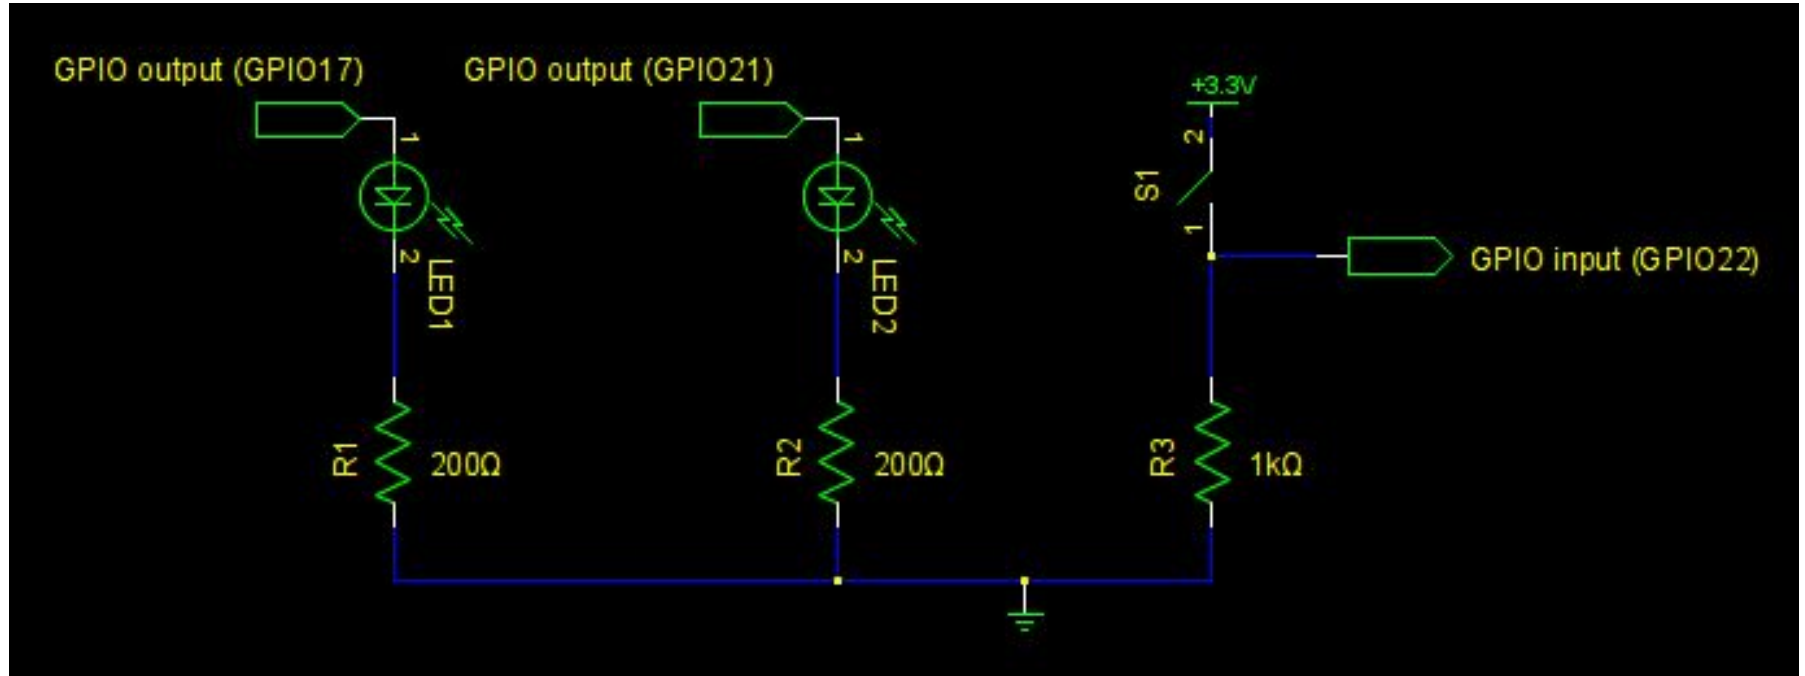 GPIO output (GPIO17)
GPIO output (GPIO21)
+3.3V
1
1
2
S1
1
2
2
LED1
LED2
GPIO input (GPIO22)
R1
200Ω
R2
200Ω
R3
1kΩ